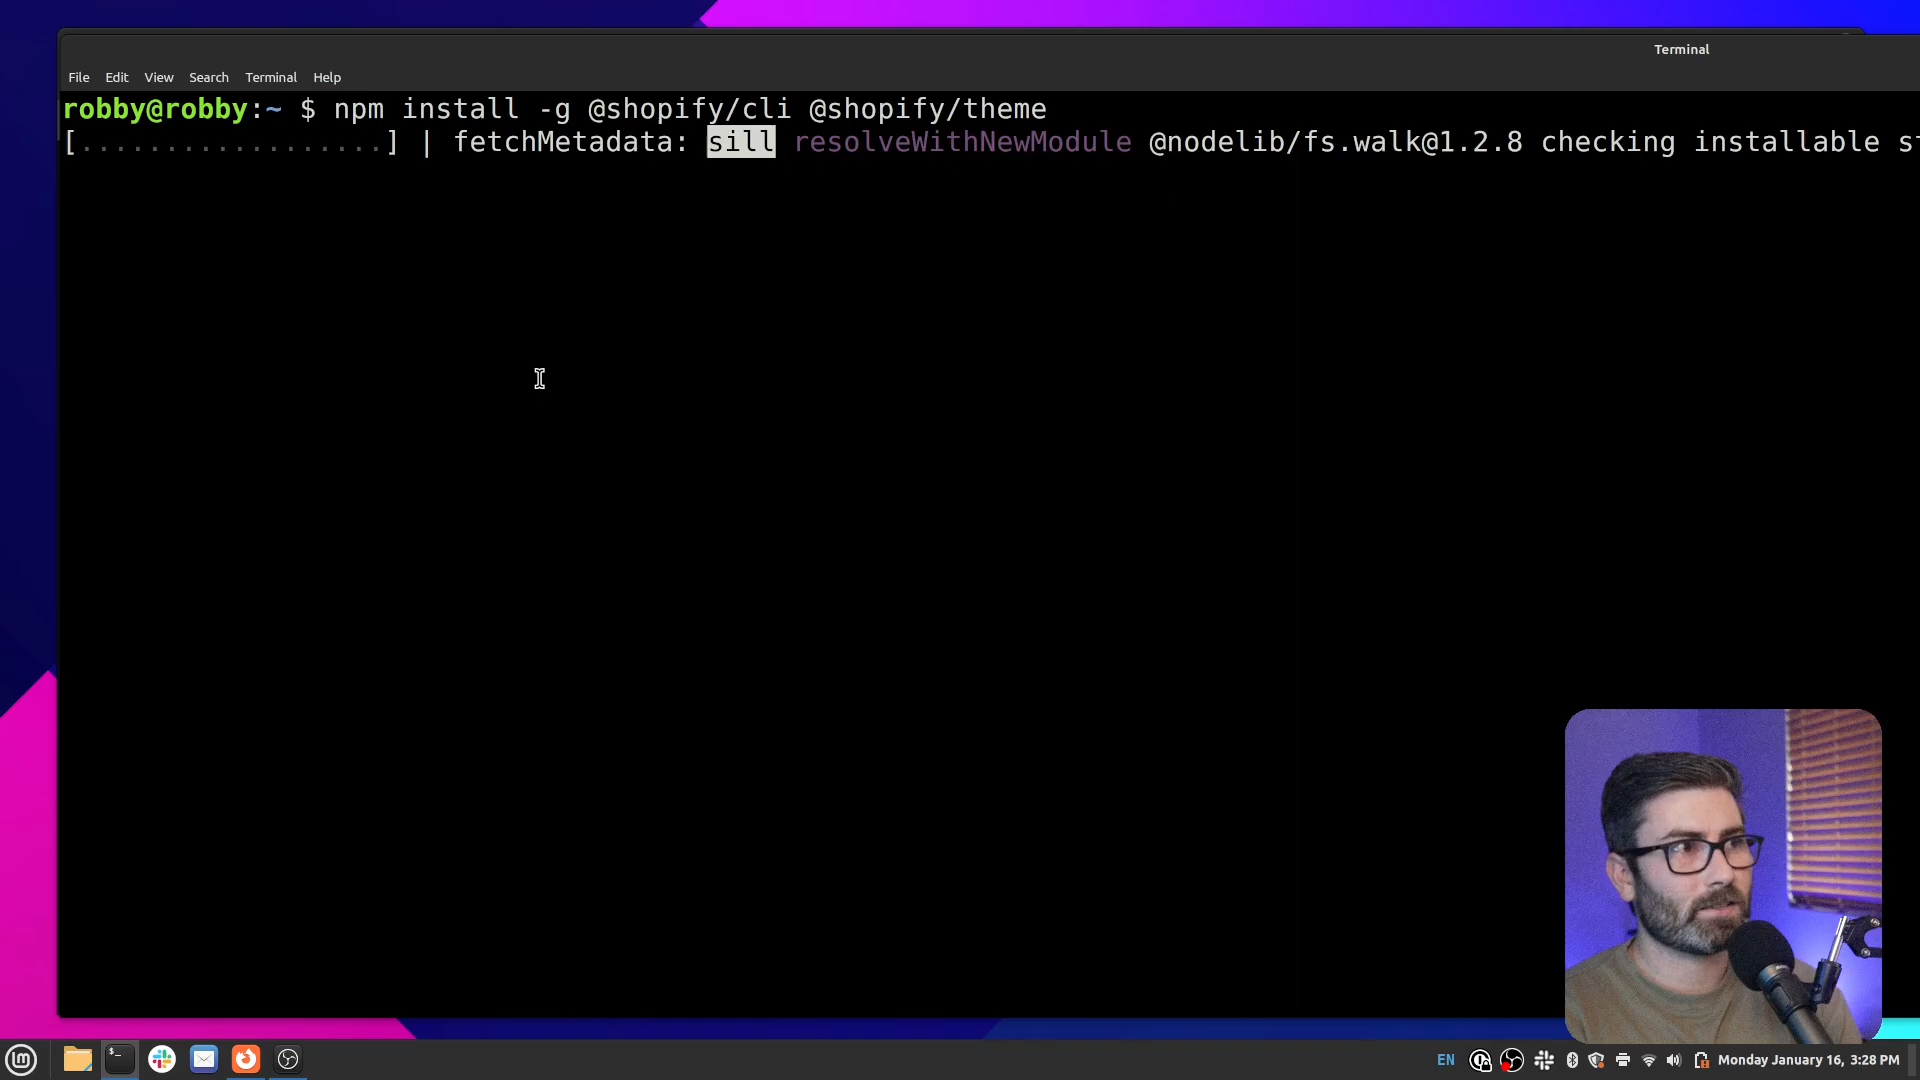 Terminal
File Edit View Search Terminal Help
robby@robby:~ $ npm install -g @shopify/cli @shopify/theme
[..................] | fetchMetadata: sill resolveWithNewModule @nodelib/fs.walk@1.2.8 checking installable st
EN Monday January 16, 3:28 PM